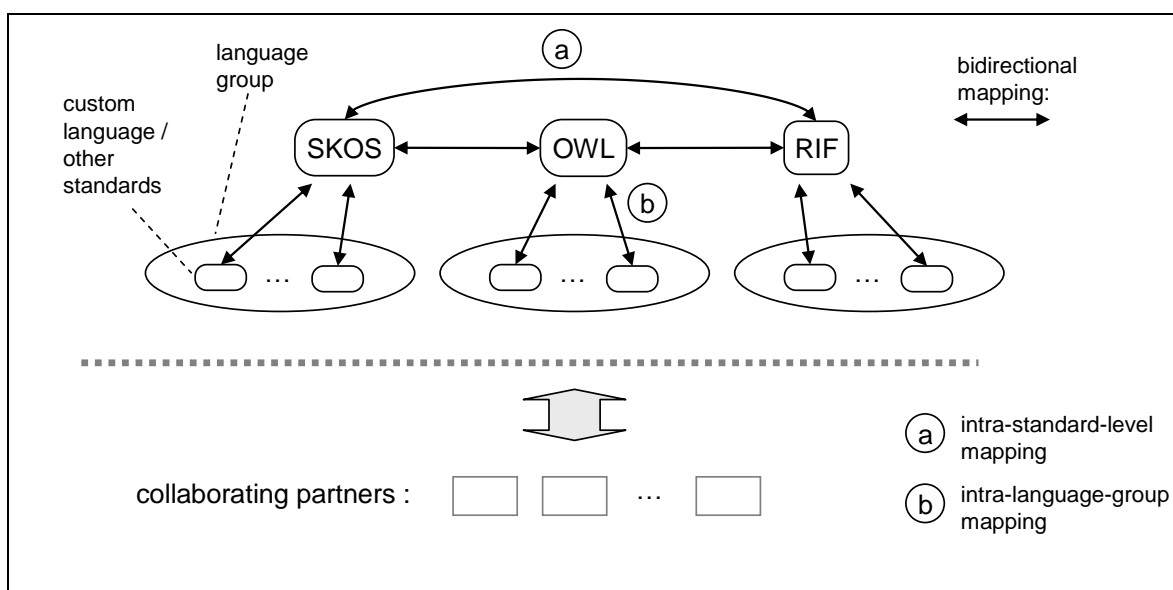 a
language
group
bidirectional
mapping:
custom
language /
other
standards
SKOS
OWL
RIF
b
...
...
...
a
intra-standard-level
mapping
collaborating partners :
...
b
intra-language-group
mapping